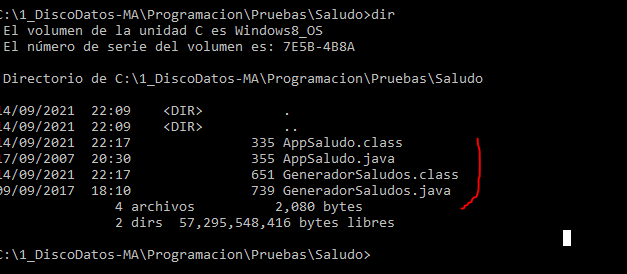 C:\1_DiscoDatos-MA\Programacion\Pruebas\Saludo>dir
El volumen de la unidad C es Windows8_OS
El número de serie del volumen es: 7E5B-4B8A
Directorio de C:\1_DiscoDatos-MA\Programacion\Pruebas\Saludo
14/09/2021 22:09 <DIR> .
14/09/2021 22:09 <DIR> ..
14/09/2021 22:17 335 AppSaludo.class
17/09/2007 20:30 355 AppSaludo.java
14/09/2021 22:17 651 GeneradorSaludos.class
09/09/2017 18:10 739 GeneradorSaludos.java
4 archivos 2,080 bytes
2 dirs 57,295,548,416 bytes libres
C:\1_DiscoDatos-MA\Programacion\Pruebas\Saludo>